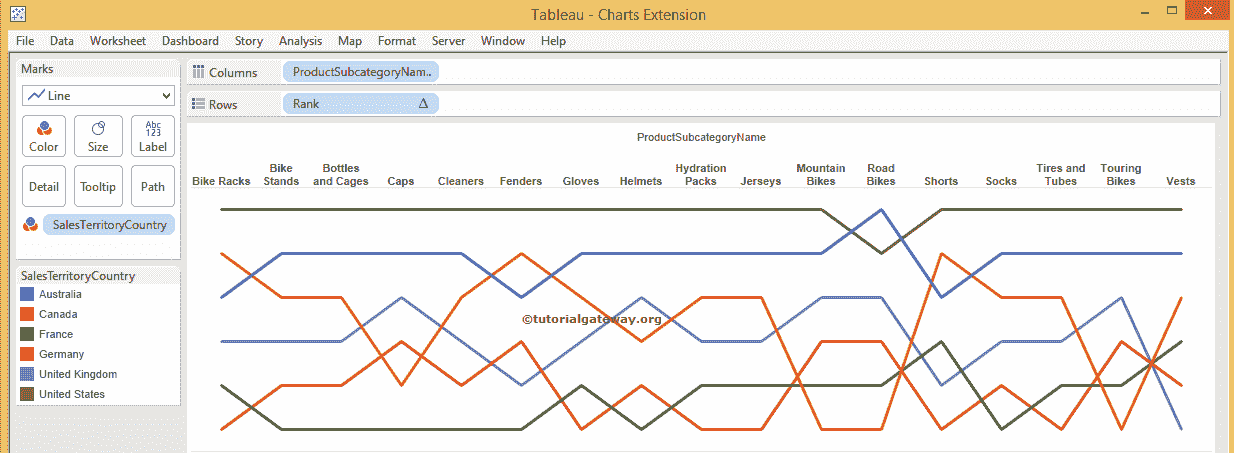 Tableau - Charts Extension
File Data Worksheet Dashboard Story Analysis Map Format Server Window Help
Marks
Line
Color Size Abc 123 Label
Detail Tooltip Path
SalesTerritoryCountry
SalesTerritoryCountry
Australia
Canada
France
Germany
United Kingdom
United States
Columns ProductSubcategoryNam..
Rows Rank Δ
ProductSubcategoryName
Bike Racks Bike Stands Bottles and Cages Caps Cleaners Fenders Gloves Helmets Hydration Packs Jerseys Mountain Bikes Road Bikes Shorts Socks Tires and Tubes Touring Bikes Vests
©tutorialgateway.org